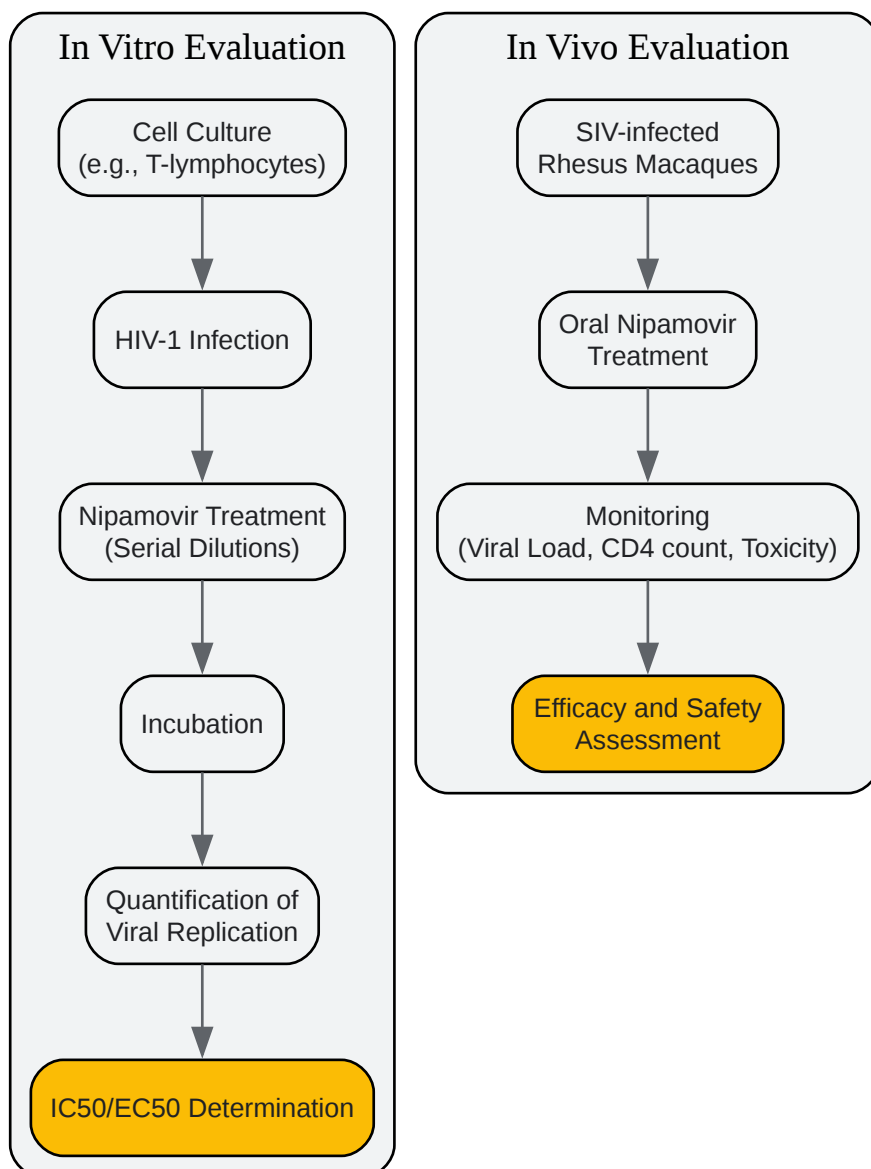 In Vitro Evaluation
Cell Culture
(e.g., T-lymphocytes)
HIV-1 Infection
Nipamovir Treatment
(Serial Dilutions)
Incubation
Quantification of
Viral Replication
IC50/EC50 Determination
In Vivo Evaluation
SIV-infected
Rhesus Macaques
Oral Nipamovir
Treatment
Monitoring
(Viral Load, CD4 count, Toxicity)
Efficacy and Safety
Assessment